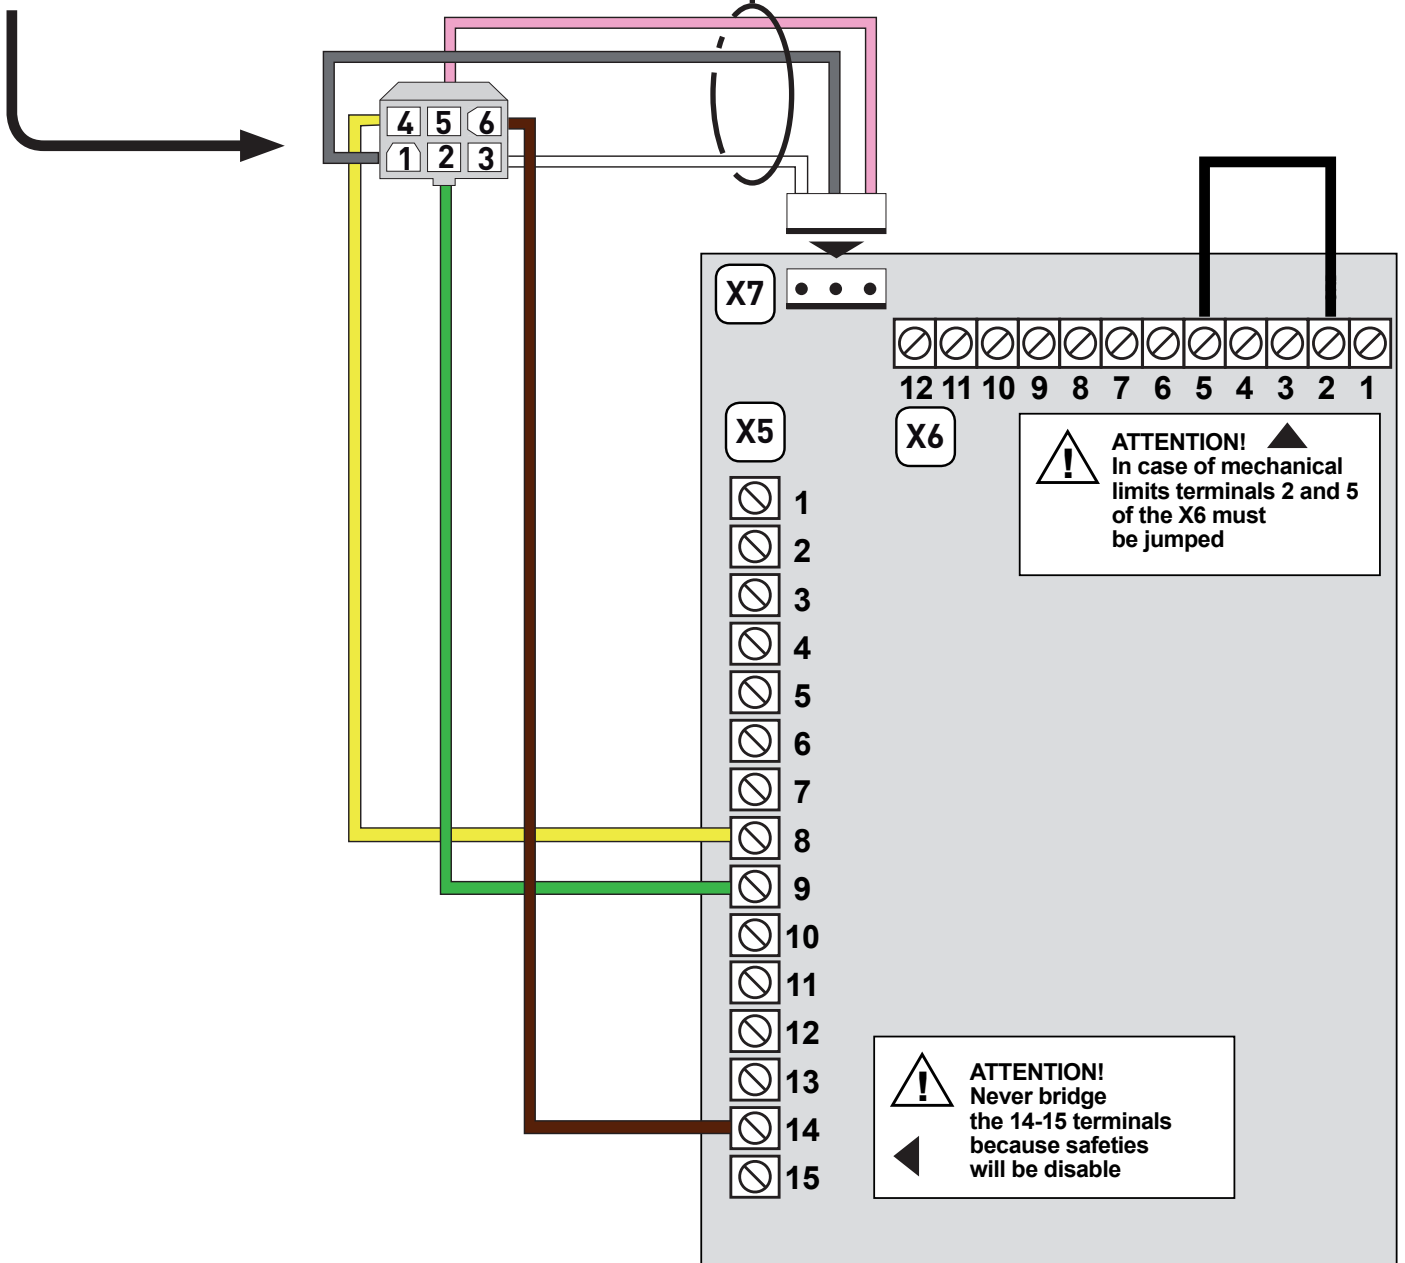 4 5 6
1 2 3
X7
12 11 10 9 8 7 6 5 4 3 2 1
X5
X6
ATTENTION!
In case of mechanical
limits terminals 2 and 5
of the X6 must
be jumped
1
2
3
4
5
6
7
8
9
10
11
12
13
14
15
ATTENTION!
Never bridge
the 14-15 terminals
because safeties
will be disable